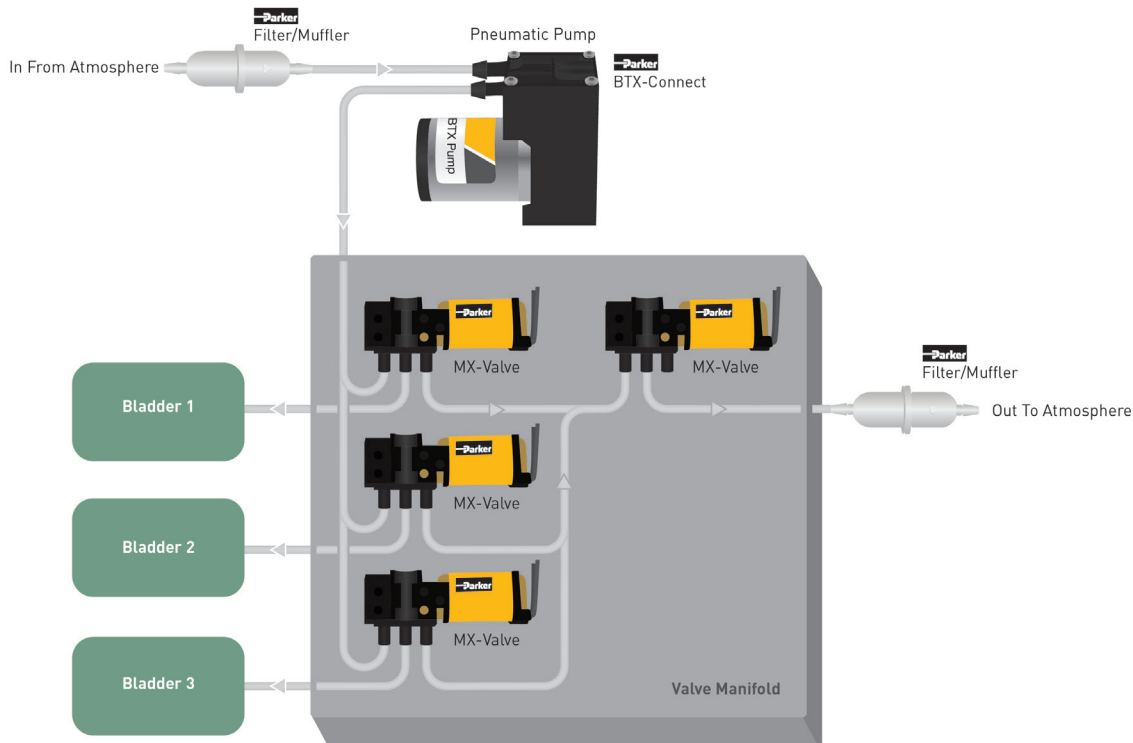 Parker
Filter/Muffler
In From Atmosphere
Pneumatic Pump
Parker
BTX-Connect
BTX Pump
Parker
MX-Valve
Parker
MX-Valve
Parker
Filter/Muffler
Out To Atmosphere
Bladder 1
Parker
MX-Valve
Bladder 2
Parker
MX-Valve
Bladder 3
Valve Manifold